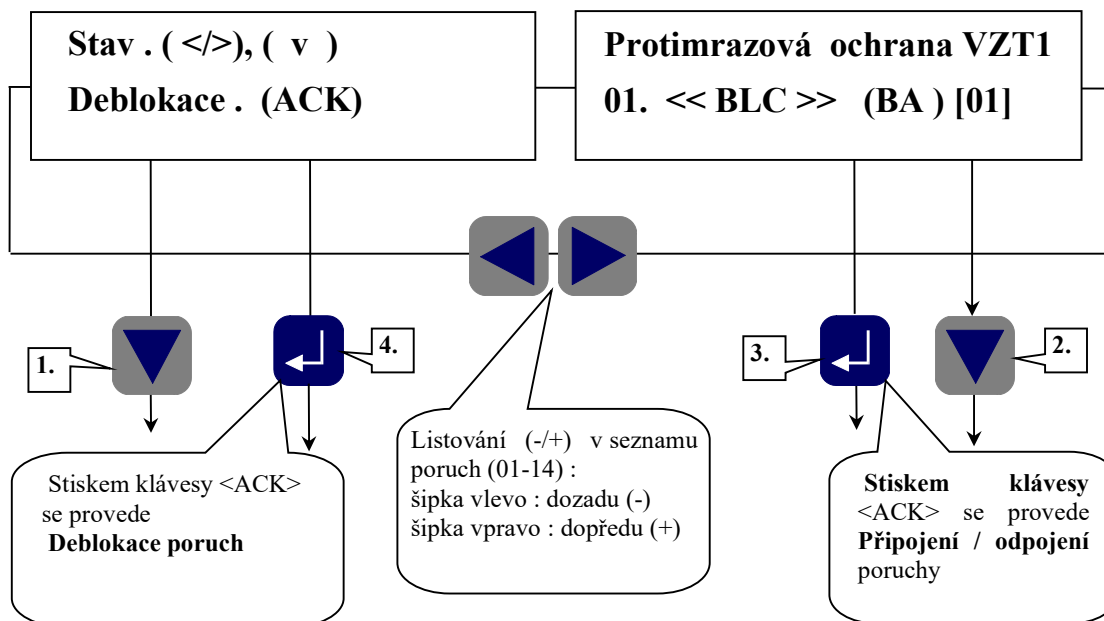 Stav . ( </>), ( v )
Deblokace . (ACK)
Protimrazová ochrana VZT1
01. << BLC >> (BA ) [01]
1.
4.
3.
2.
Stiskem klávesy <ACK>
se provede
Deblokace poruch
Listování (-/+) v seznamu
poruch (01-14) :
šipka vlevo : dozadu (-)
šipka vpravo : dopředu (+)
Stiskem klávesy
<ACK> se provede
Připojení / odpojení
poruchy